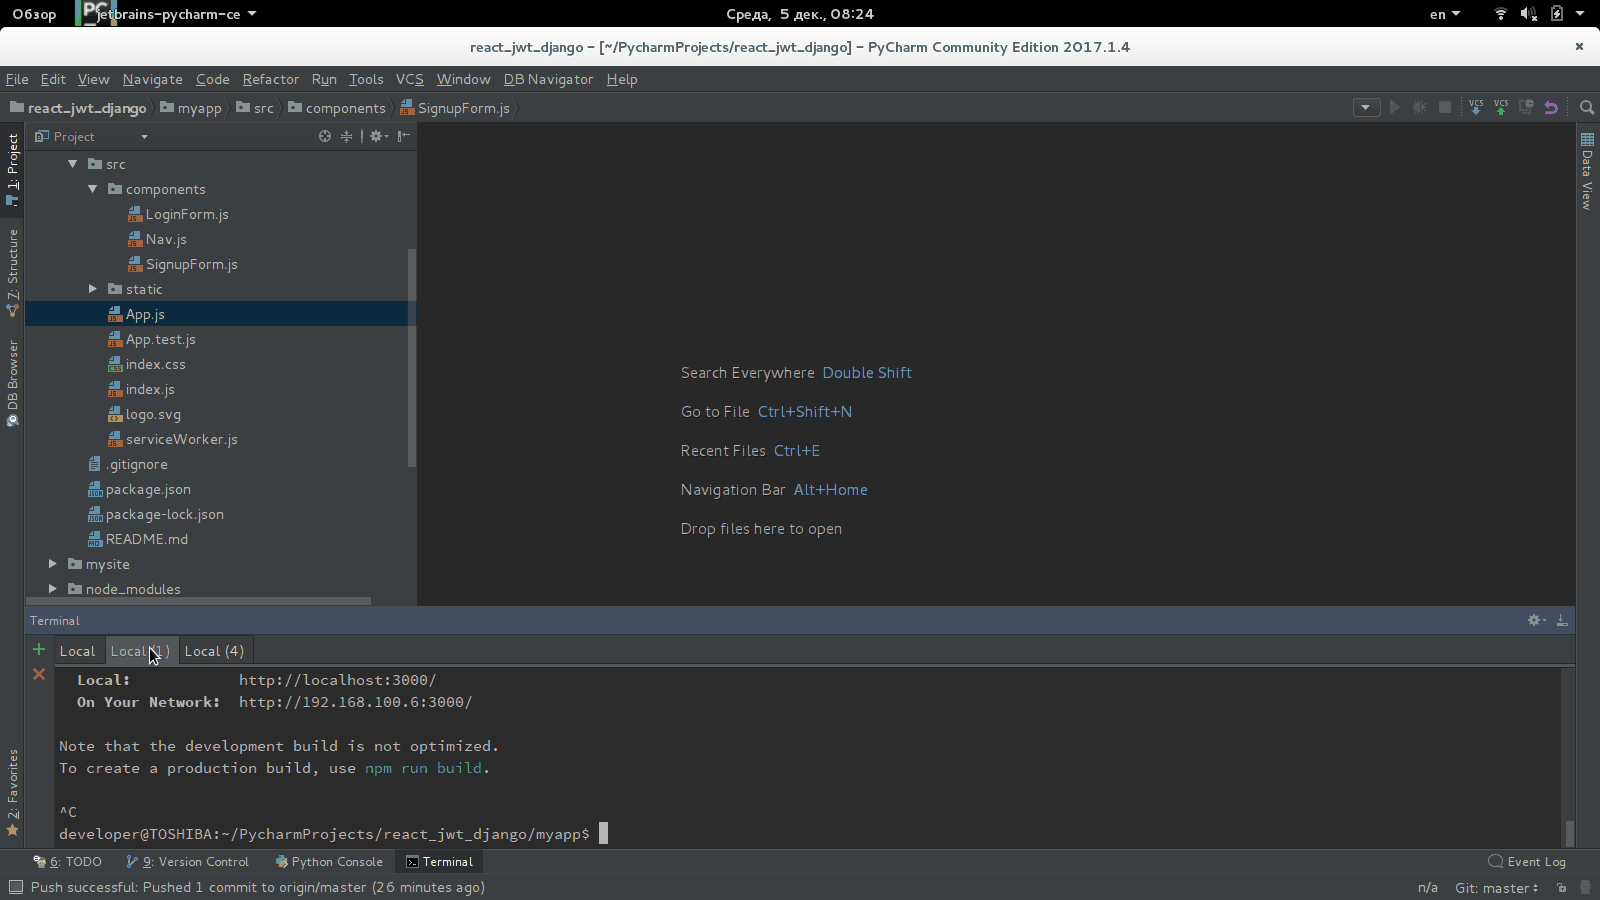 Обзор jetbrains-pycharm-ce Среда, 5 дек., 08:24 en
react_jwt_django – [~/PycharmProjects/react_jwt_django] – PyCharm Community Edition 2017.1.4
File Edit View Navigate Code Refactor Run Tools VCS Window DB Navigator Help
react_jwt_django myapp src components SignupForm.js VCS VCS
Project
src
components
LoginForm.js
Nav.js
SignupForm.js
static
App.js
App.test.js
index.css
index.js
logo.svg
serviceWorker.js
.gitignore
package.json
package-lock.json
README.md
mysite
node_modules
1: Project
7: Structure
DB Browser
2: Favorites
Data View
Search Everywhere Double Shift
Go to File Ctrl+Shift+N
Recent Files Ctrl+E
Navigation Bar Alt+Home
Drop files here to open
Terminal
Local Local (1) Local (4)
Local: http://localhost:3000/
On Your Network: http://192.168.100.6:3000/
Note that the development build is not optimized.
To create a production build, use npm run build.
^C
developer@TOSHIBA:~/PycharmProjects/react_jwt_django/myapp$
6: TODO 9: Version Control Python Console Terminal Event Log
Push successful: Pushed 1 commit to origin/master (26 minutes ago) n/a Git: master